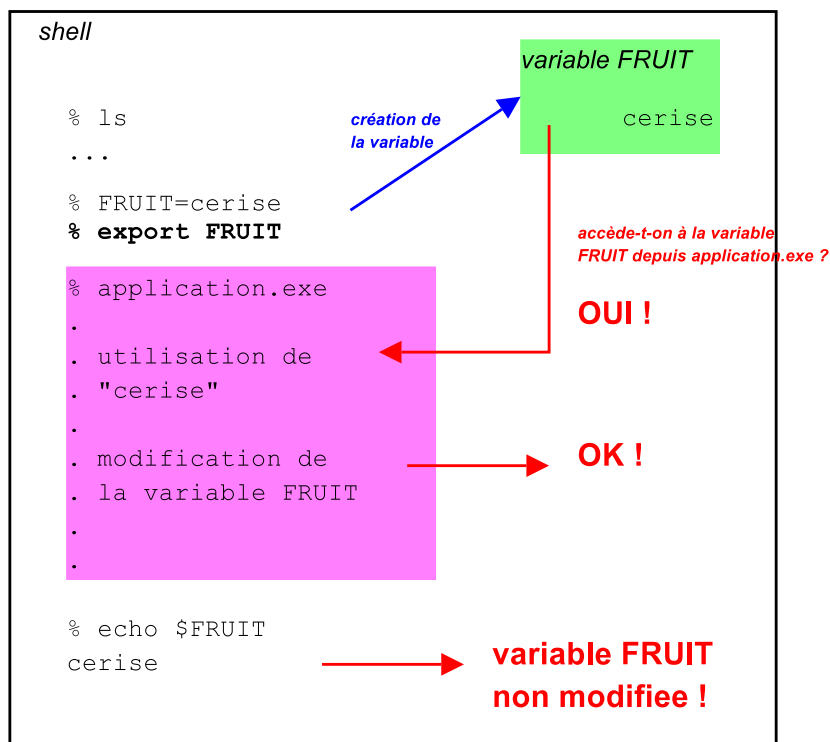 shell
variable FRUIT
% ls
création de
la variable
cerise
...
% FRUIT=cerise
% export FRUIT
accède-t-on à la variable
FRUIT depuis application.exe ?
% application.exe
OUI !
.
. utilisation de
. "cerise"
.
. modification de
OK !
. la variable FRUIT
.
.
% echo $FRUIT
cerise
variable FRUIT
non modifiee !